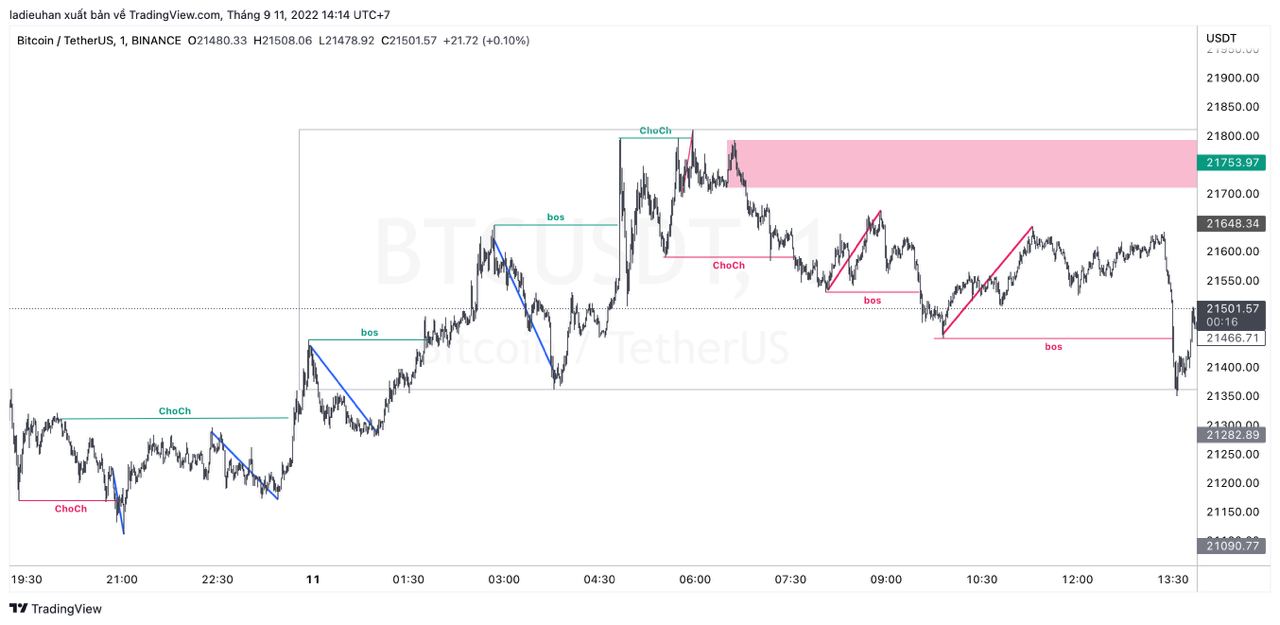 ladieuhan xuất bản về TradingView.com, Tháng 9 11, 2022 14:14 UTC+7
Bitcoin / TetherUS, 1, BINANCE O21480.33 H21508.06 L21478.92 C21501.57 +21.72 (+0.10%)
USDT
21950.00
21900.00
21850.00
21800.00
21753.97
21700.00
21648.34
21600.00
21550.00
21501.57
00:16
21466.71
21400.00
21350.00
21300.00
21282.89
21250.00
21200.00
21150.00
21100.00
21090.77
BTCUSDT, 1
Bitcoin / TetherUS
ChoCh
bos
ChoCh
bos
bos
bos
bos
ChoCh
ChoCh
19:30 21:00 22:30 11 01:30 03:00 04:30 06:00 07:30 09:00 10:30 12:00 13:30
TradingView